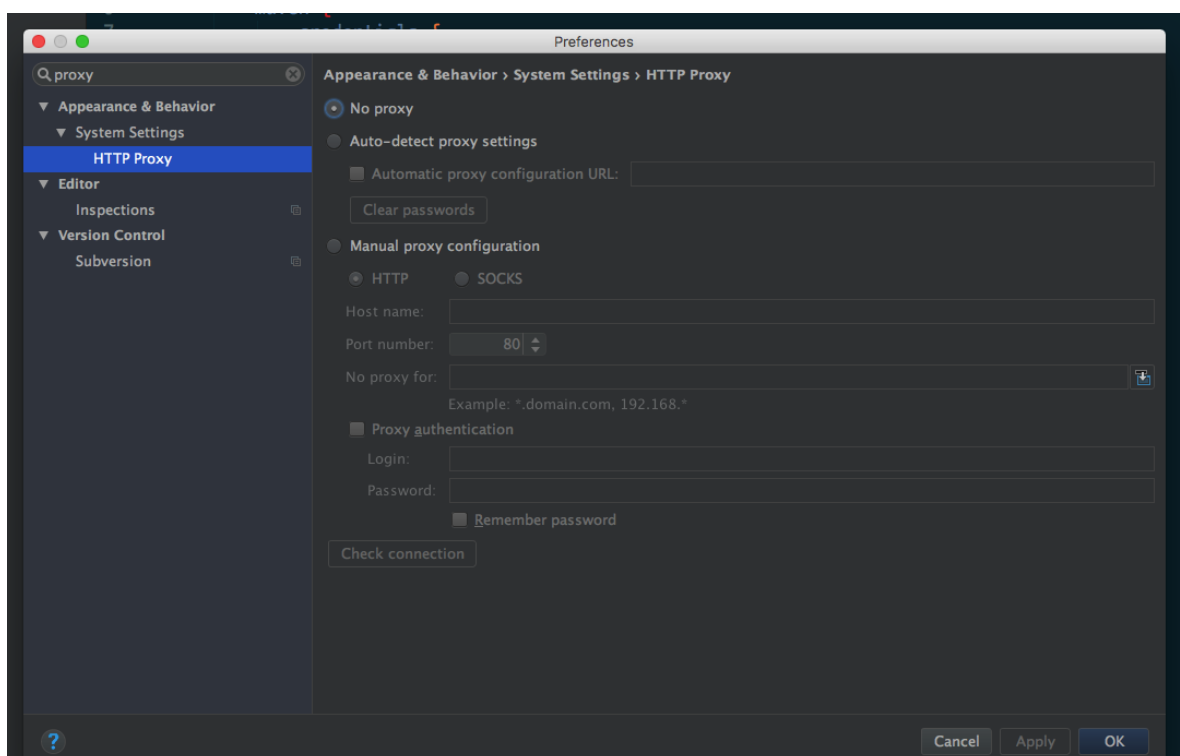 Preferences
proxy
Appearance & Behavior › System Settings › HTTP Proxy
Appearance & Behavior
System Settings
HTTP Proxy
Editor
Inspections
Version Control
Subversion
No proxy
Auto-detect proxy settings
Automatic proxy configuration URL:
Clear passwords
Manual proxy configuration
HTTP SOCKS
Host name:
Port number: 80
No proxy for:
Example: *.domain.com, 192.168.*
Proxy authentication
Login:
Password:
Remember password
Check connection
? Cancel Apply OK